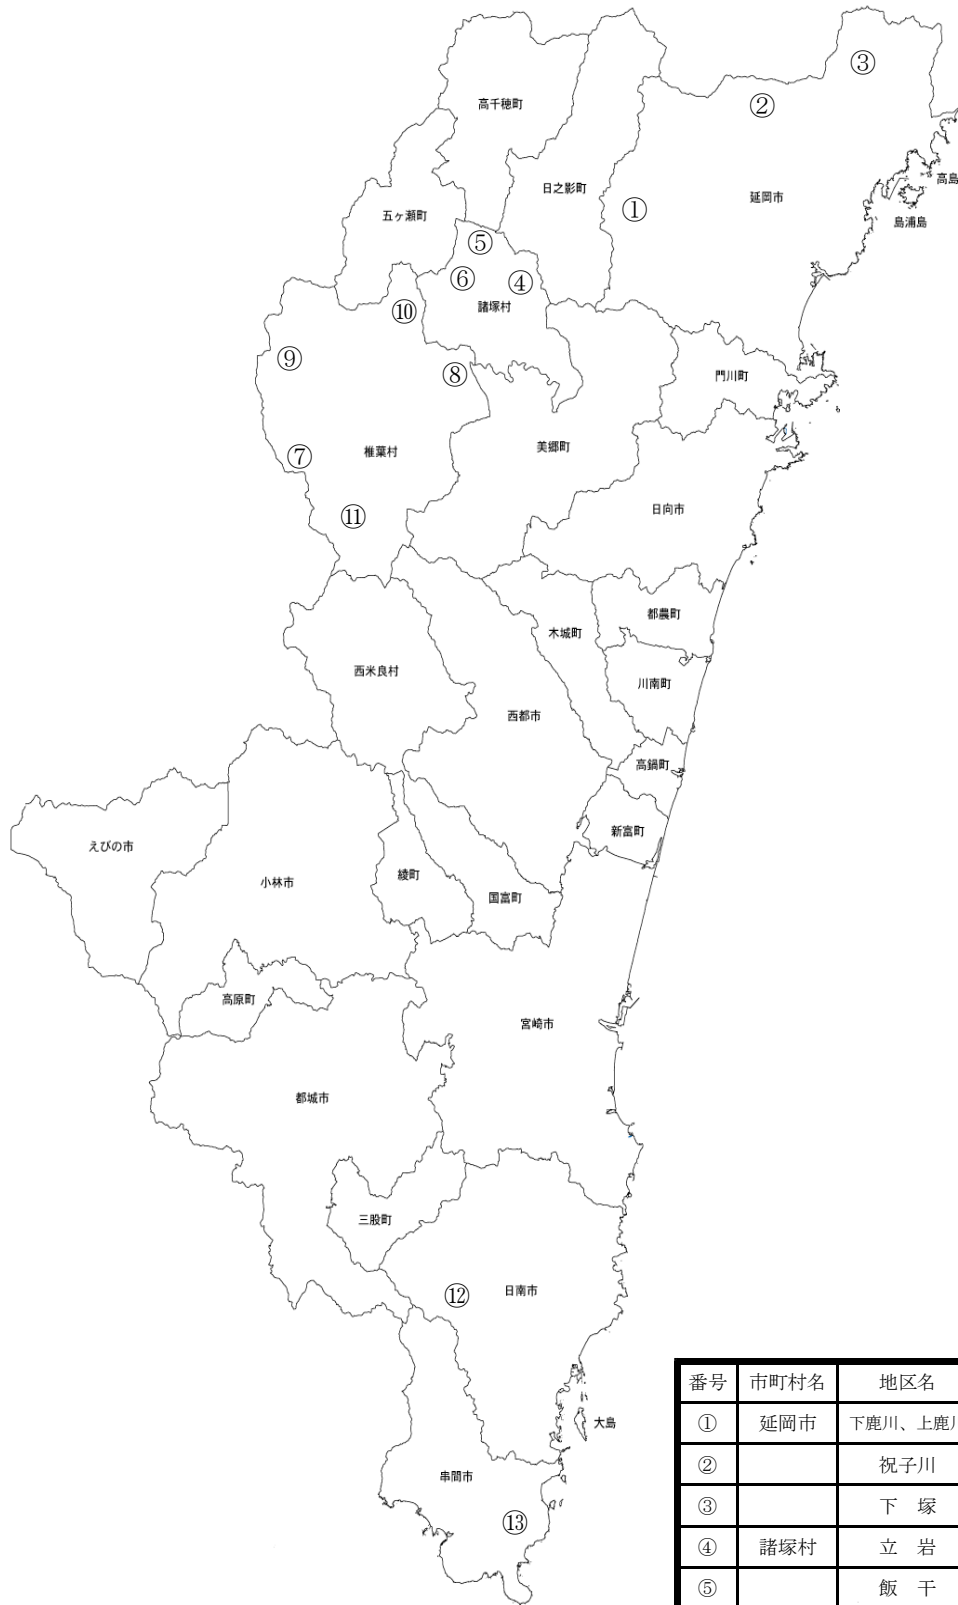 ③
②
高千穂町
高島
日之影町
延岡市
①
五ヶ瀬町
島浦島
⑤
⑥
④
諸塚村
⑩
⑨
⑧
門川町
⑦
椎葉村
美郷町
⑪
日向市
都農町
木城町
西米良村
川南町
西都市
高鍋町
新富町
えびの市
綾町
小林市
国富町
高原町
宮崎市
都城市
三股町
⑫
日南市
大島
串間市
⑬
番号 市町村名 地区名
① 延岡市 下鹿川、上鹿
② 祝子川
③ 下 塚
④ 諸塚村 立 岩
⑤ 飯 干